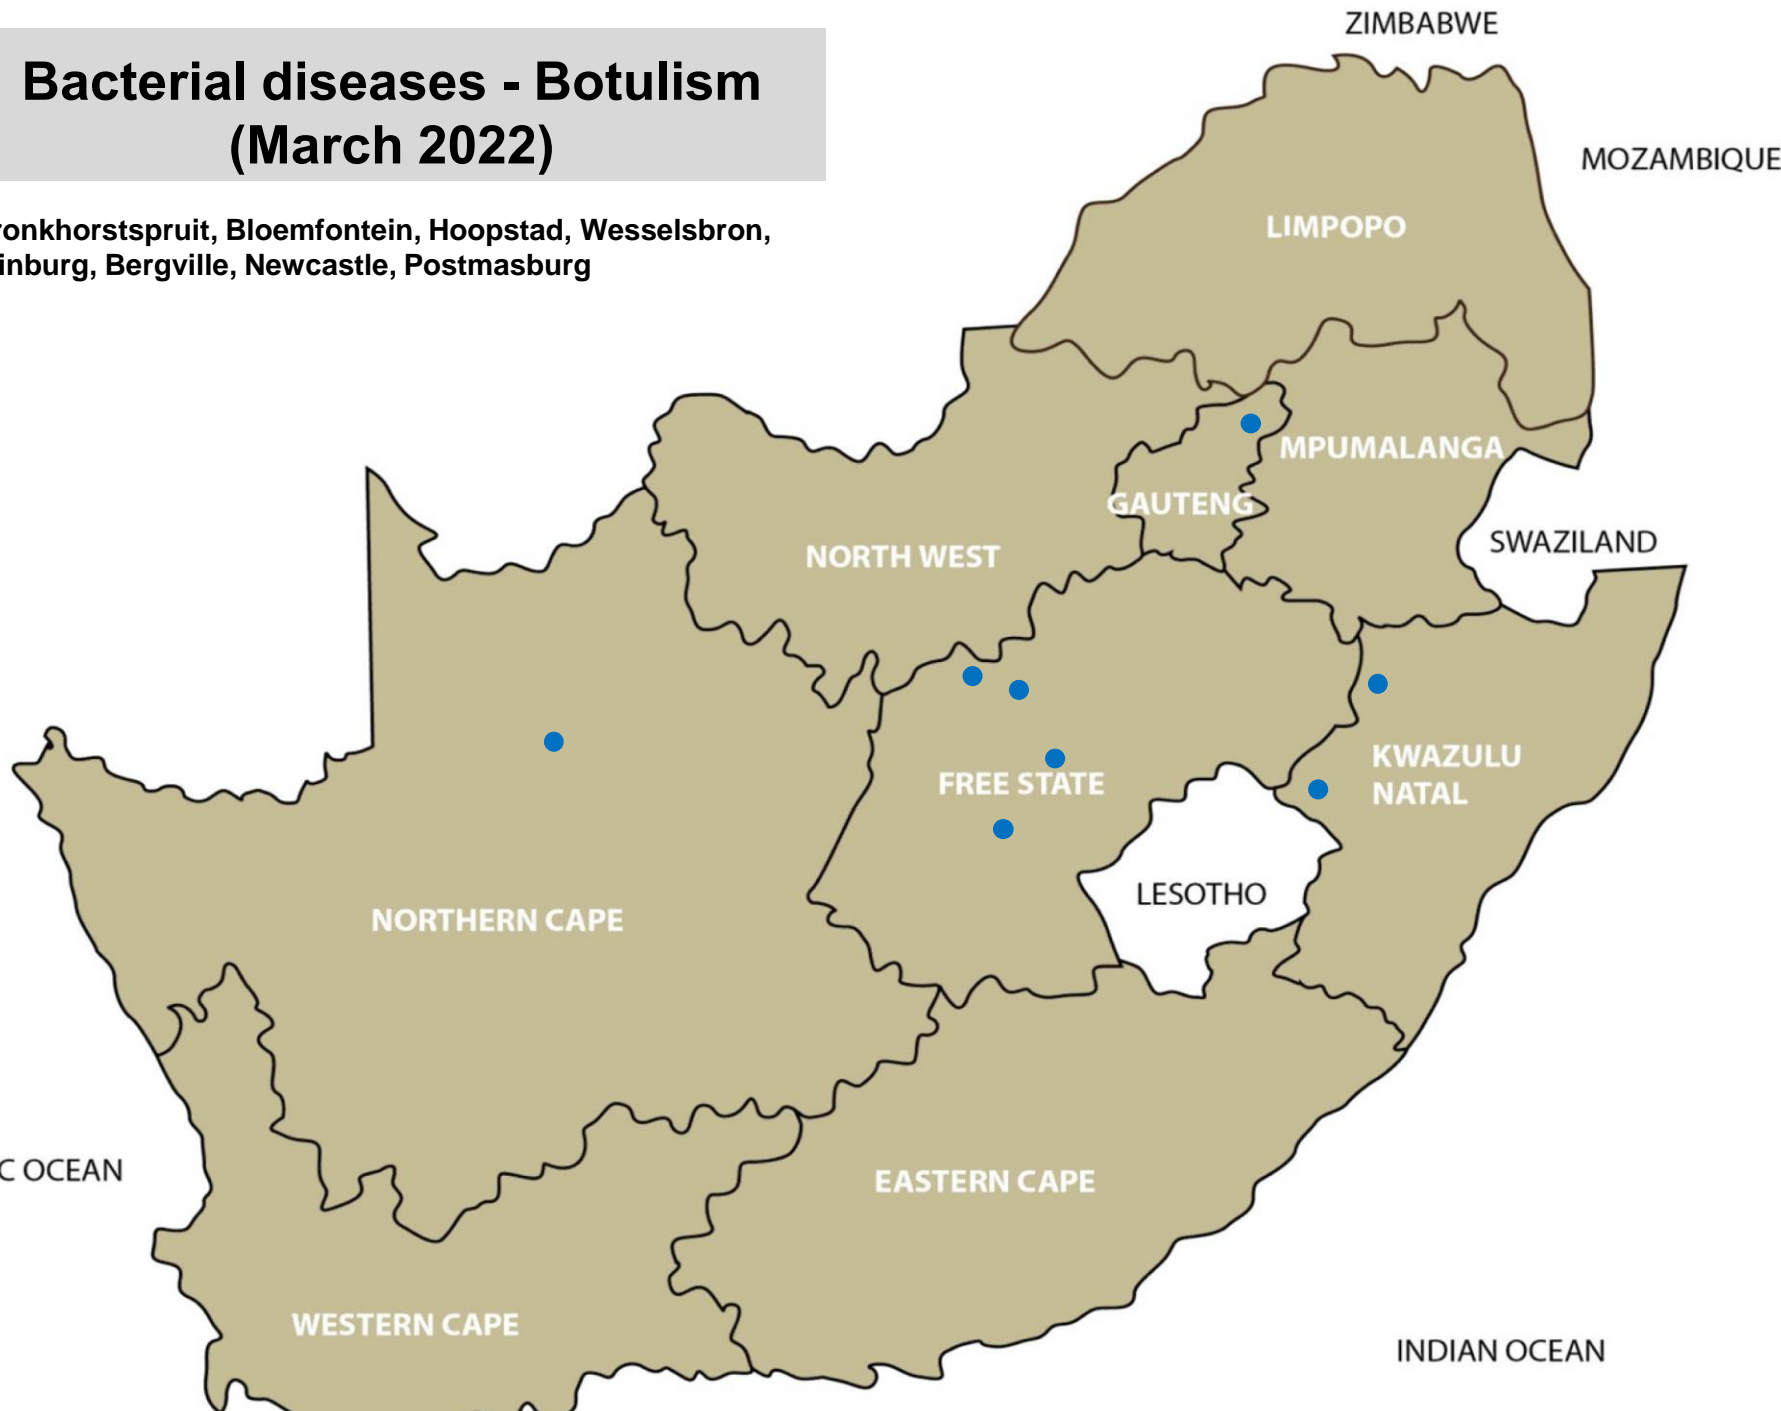 Bacterial diseases - Botulism
(March 2022)
ronkhorstspruit, Bloemfontein, Hoopstad, Wesselsbron,
inburg, Bergville, Newcastle, Postmasburg
ZIMBABWE
MOZAMBIQUE
LIMPOPO
MPUMALANGA
GAUTENG
SWAZILAND
NORTH WEST
KWAZULU
NATAL
FREE STATE
LESOTHO
NORTHERN CAPE
C OCEAN
EASTERN CAPE
WESTERN CAPE
INDIAN OCEAN